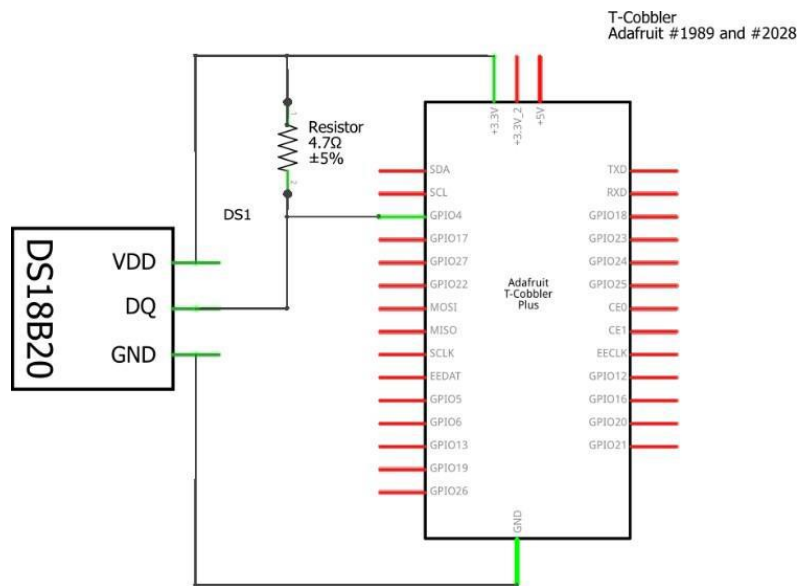 T-Cobbler
Adafruit #1989 and #2028
+3.3V
+3.3V_2
+5V
1
Resistor
4.7Ω
±5%
2
DS1
DS18B20
VDD
DQ
GND
SDA
SCL
GPIO4
GPIO17
GPIO27
GPIO22
MOSI
MISO
SCLK
EEDAT
GPIO5
GPIO6
GPIO13
GPIO19
GPIO26
Adafruit
T-Cobbler
Plus
TXD
RXD
GPIO18
GPIO23
GPIO24
GPIO25
CE0
CE1
EECLK
GPIO12
GPIO16
GPIO20
GPIO21
GND